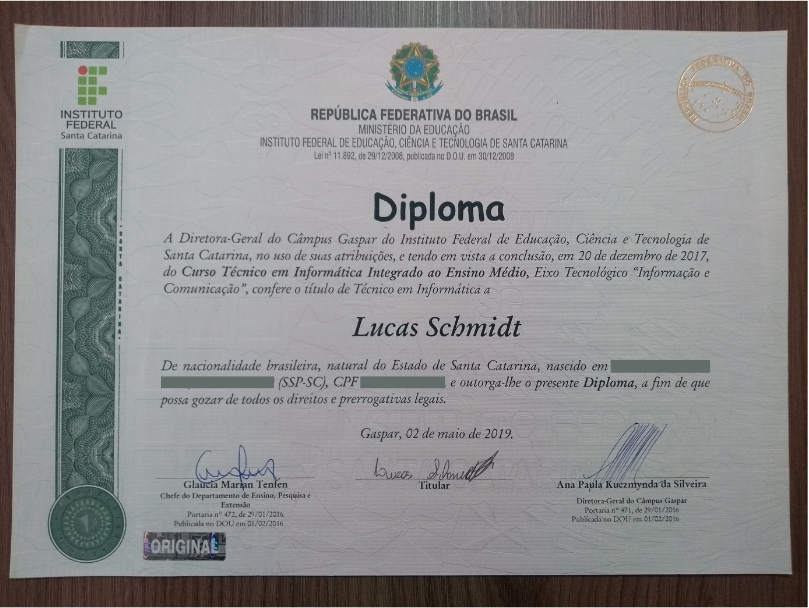 INSTITUTO
FEDERAL
Santa Catarina
REPÚBLICA FEDERATIVA DO BRASIL
MINISTÉRIO DA EDUCAÇÃO
INSTITUTO FEDERAL DE EDUCAÇÃO, CIÊNCIA E TECNOLOGIA DE SANTA CATARINA
Lei nº 11.892, de 29/12/2008, publicada no D.O.U. em 30/12/2008
Diploma
A Diretora-Geral do Câmpus Gaspar do Instituto Federal de Educação, Ciência e Tecnologia de
Santa Catarina, no uso de suas atribuições, e tendo em vista a conclusão, em 20 de dezembro de 2017,
do Curso Técnico em Informática Integrado ao Ensino Médio, Eixo Tecnológico “Informação e
Comunicação”, confere o título de Técnico em Informática a
Lucas Schmidt
De nacionalidade brasileira, natural do Estado de Santa Catarina, nascido em
(SSP-SC), CPF e outorga-lhe o presente Diploma, a fim de que
possa gozar de todos os direitos e prerrogativas legais.
Gaspar, 02 de maio de 2019.
Lucas Schmidt
Glaucia Marian Tenfen
Chefe do Departamento de Ensino, Pesquisa e
Extensão
Portaria nº 472, de 29/01/2016
Publicada no DOU em 01/02/2016
Titular
Ana Paula Kuczmynda da Silveira
Diretora-Geral do Câmpus Gaspar
Portaria nº 471, de 29/01/2016
Publicada no DOU em 01/02/2016
ORIGINAL